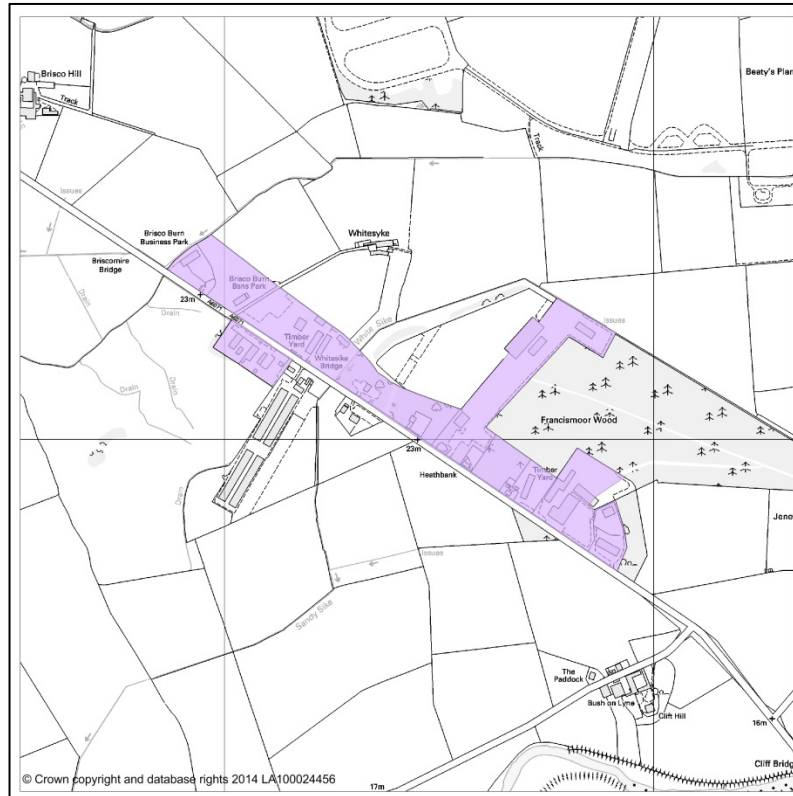 Brisco Hill
Track
Beaty's Plan
Track
Issues
Brisco Burn
Business Park
Whitesyke
Briscomire
Bridge
Brisco Burn
Bsns Park
23m
A6071
A6071
Drain
Drain
White Sike
Issues
Timber
Yard
Whitesike
Bridge
Drain
Drain
Francismoor Wood
23m
Heathbank
Timber
Yard
Drain
Jene
Issues
Sandy Sike
The
Paddock
Bush on Lyne
Clift Hill
16m
Cliff Bridg
17m
© Crown copyright and database rights 2014 LA100024456